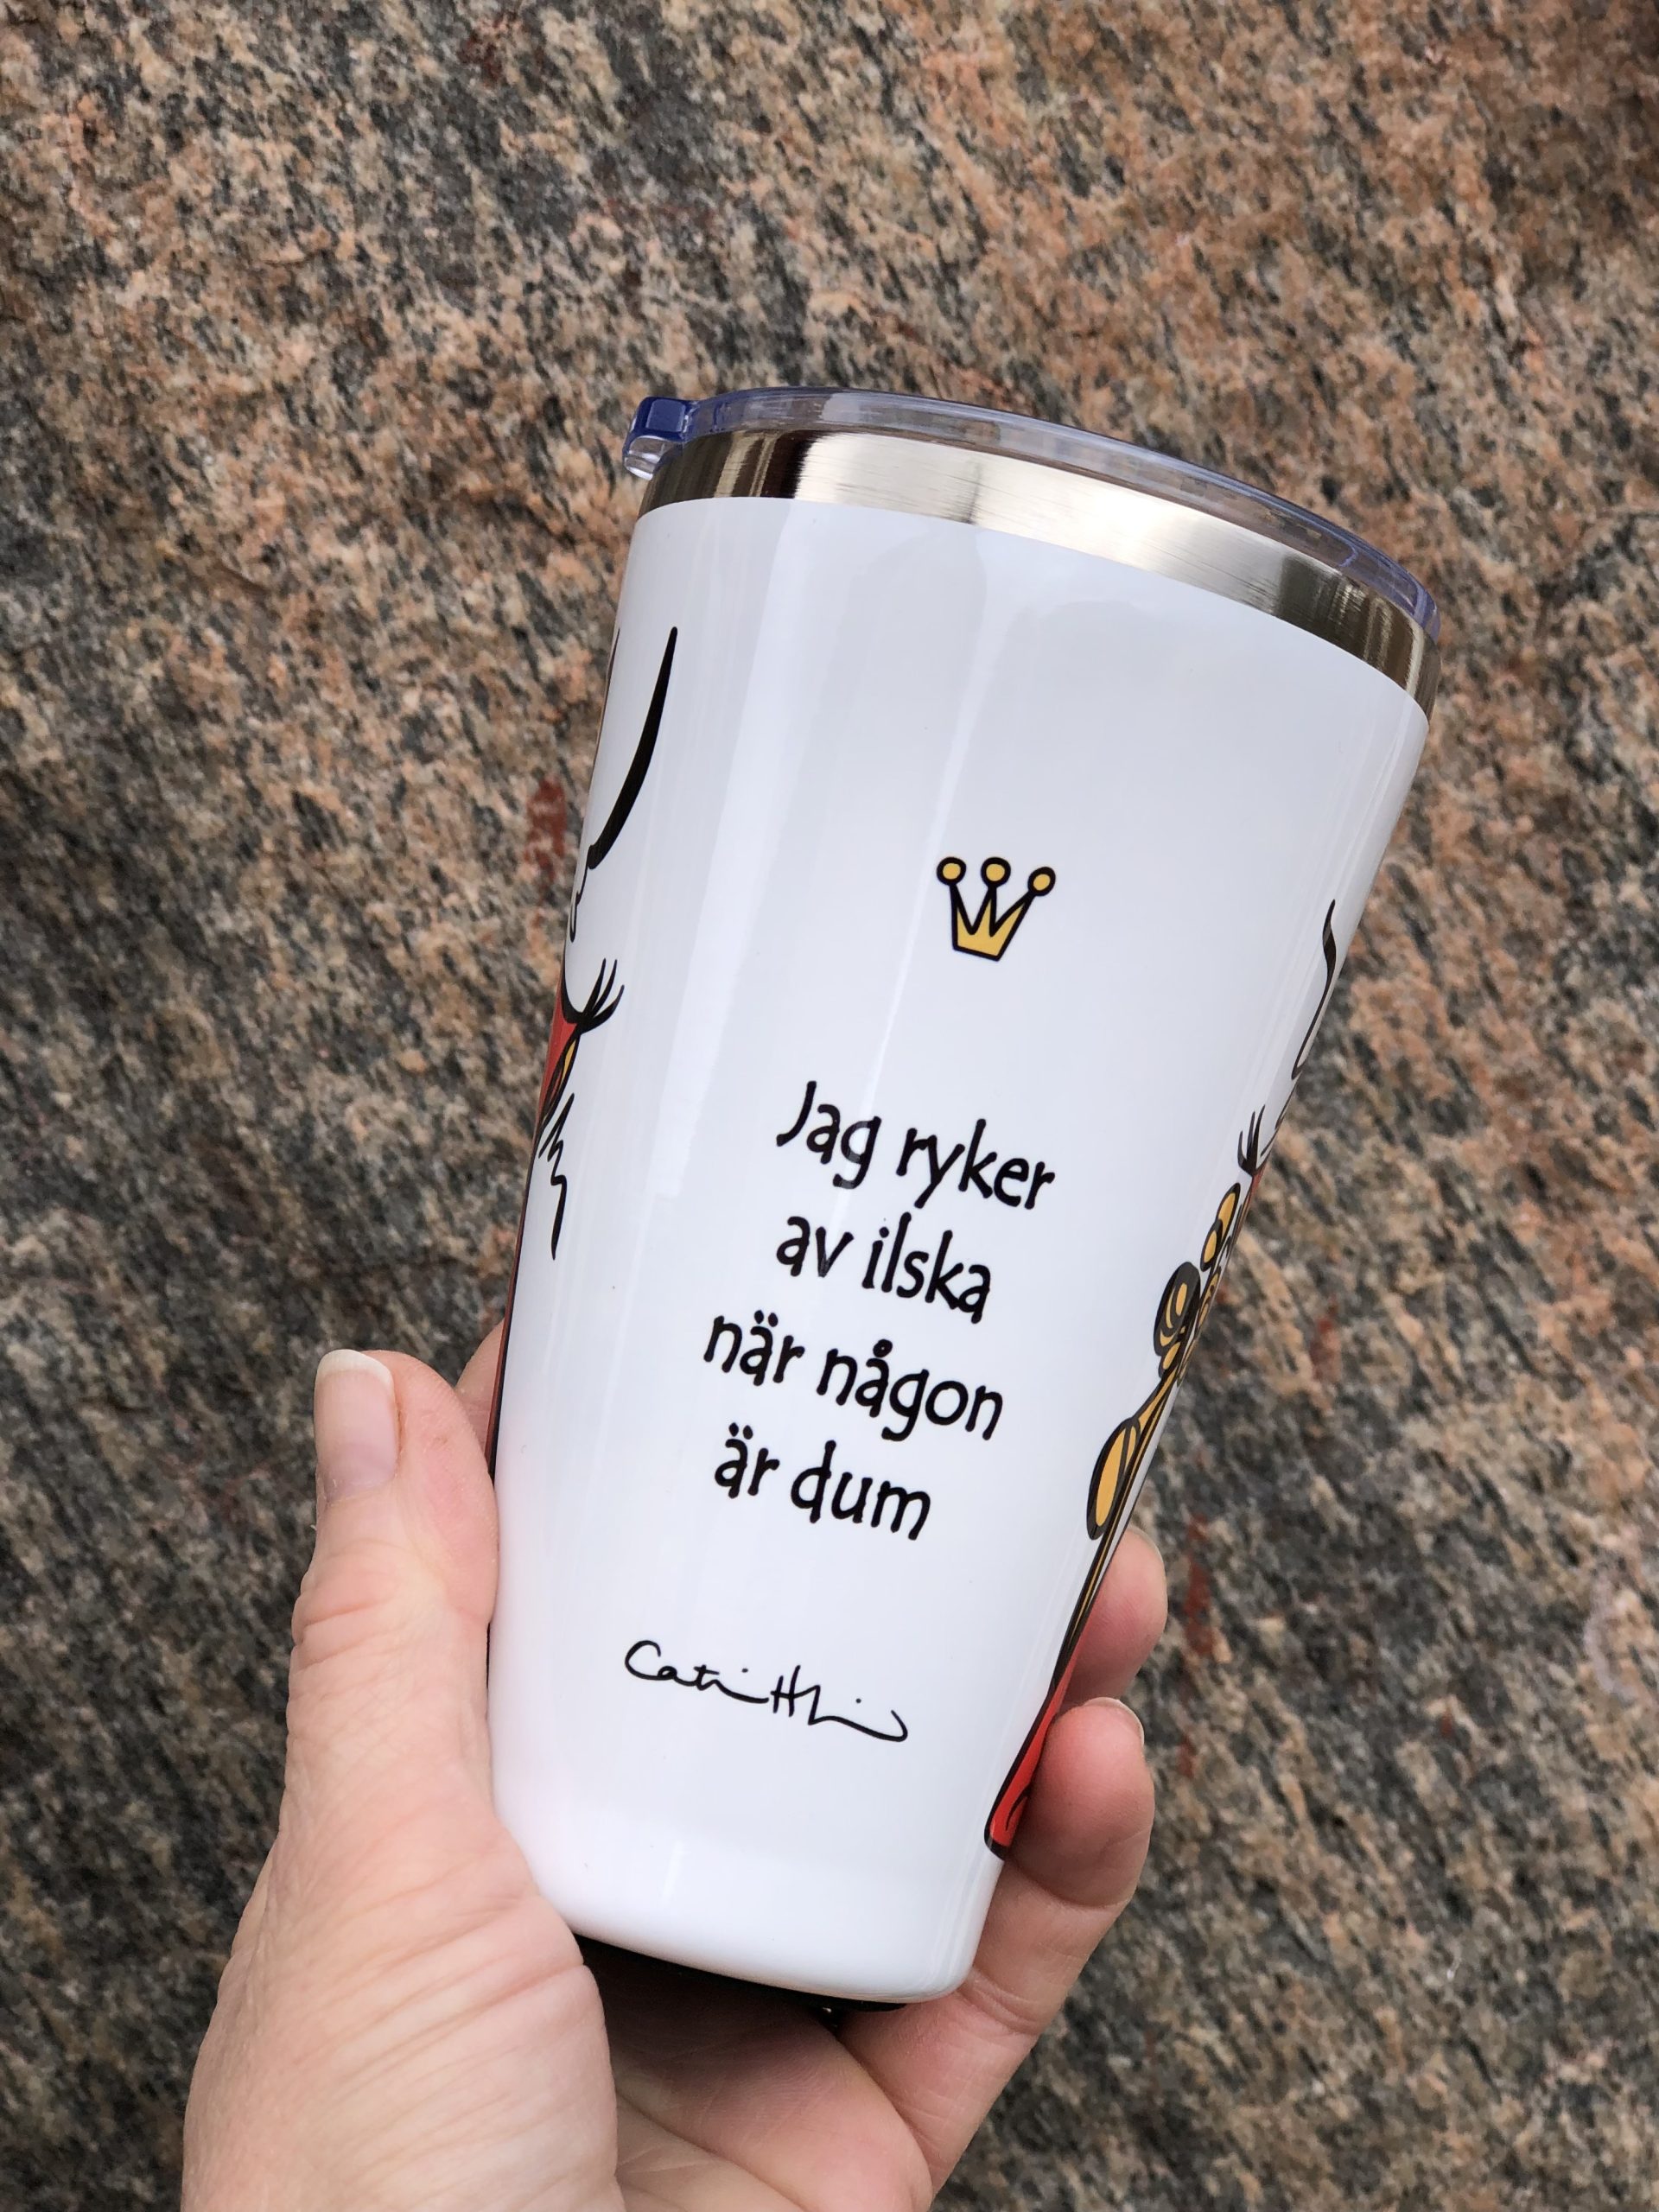 Jag ryker
av ilska
när någon
är dum